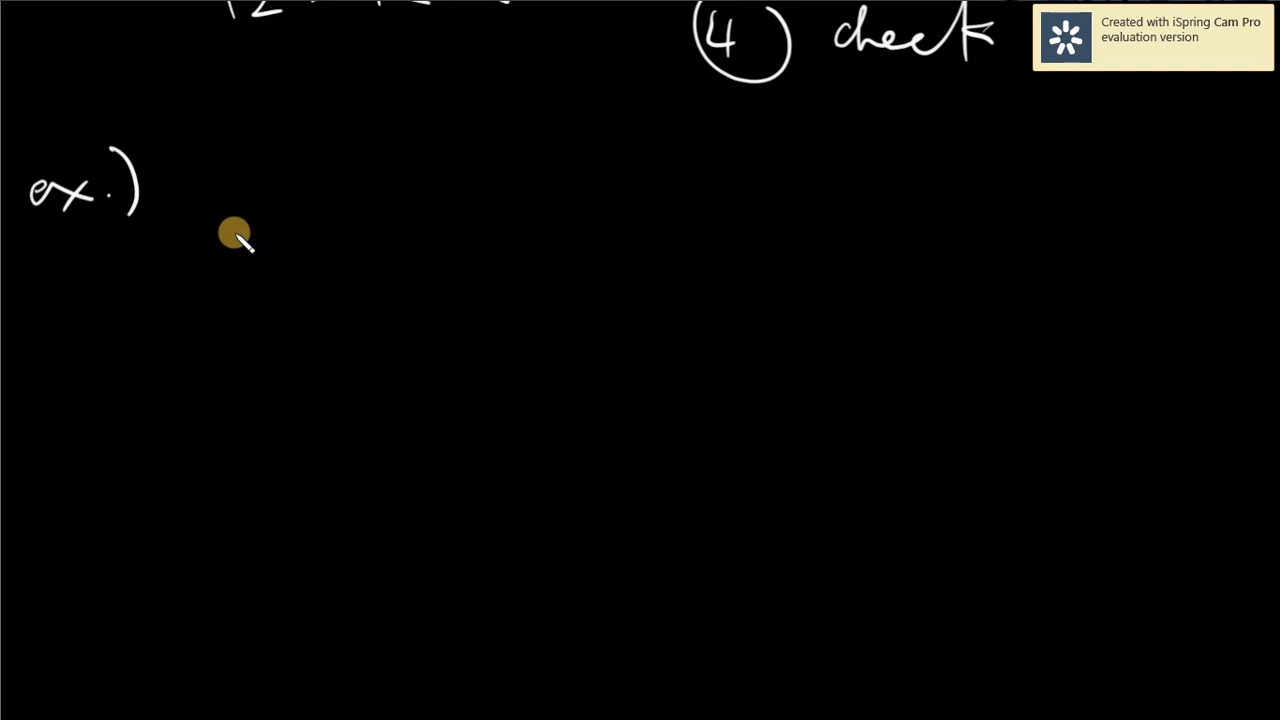 ④ check
Created with iSpring Cam Pro
evaluation version
ex.)